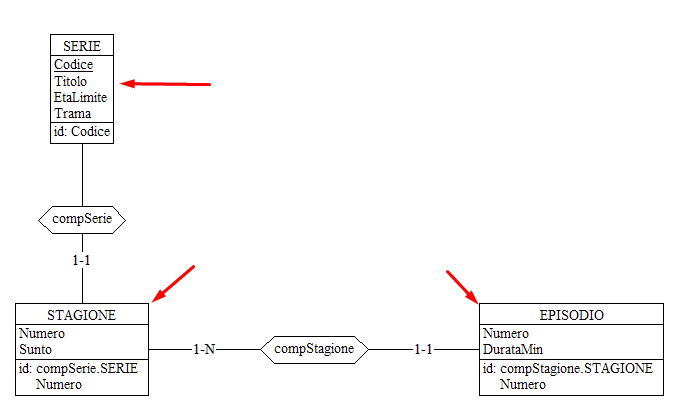 SERIE
Codice
Titolo
EtaLimite
Trama
id: Codice
compSerie
1-1
STAGIONE
Numero
Sunto
id: compSerie.SERIE
Numero
1-N
compStagione
1-1
EPISODIO
Numero
DurataMin
id: compStagione.STAGIONE
Numero